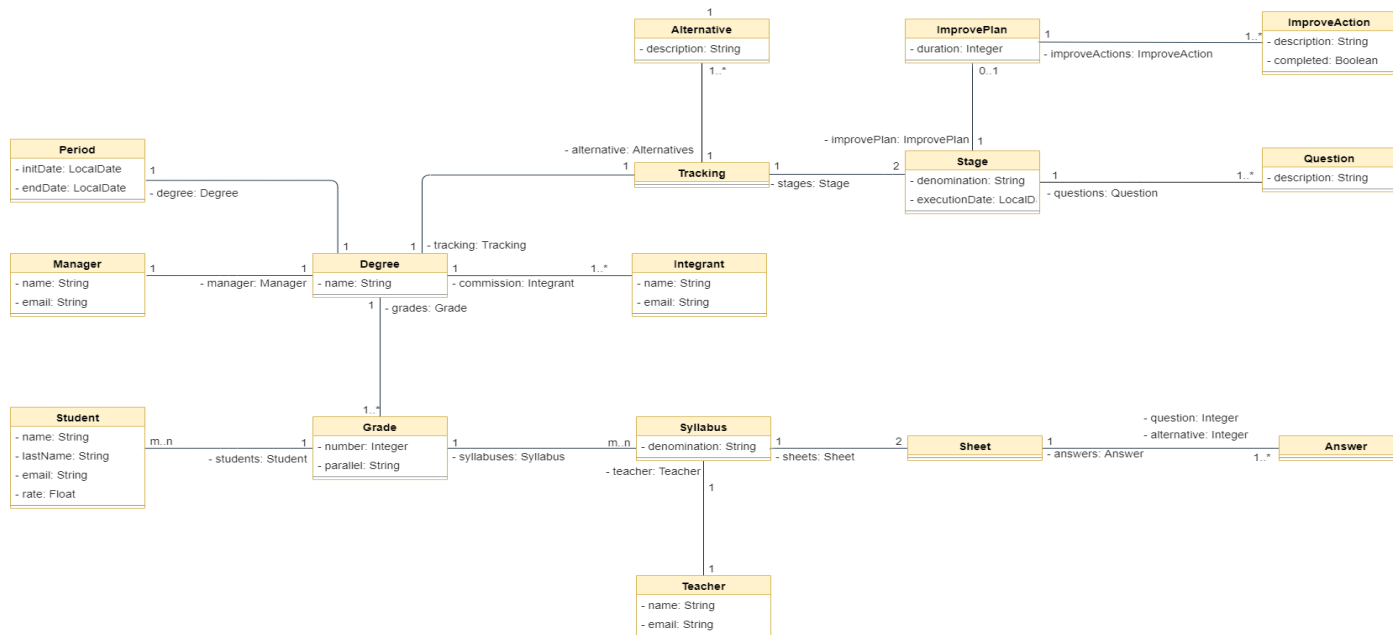 1
Alternative
- description: String
1..*
ImprovePlan
- duration: Integer
0..1
1
- improveActions: ImproveAction
1..*
ImproveAction
- description: String
- completed: Boolean
Period
- initDate: LocalDate
- endDate: LocalDate
1
- degree: Degree
1
- alternative: Alternatives
1
1
Tracking
1
- stages: Stage
2
- improvePlan: ImprovePlan
1
Stage
- denomination: String
- executionDate: LocalD
1
- questions: Question
1..*
Question
- description: String
1
- tracking: Tracking
Manager
- name: String
- email: String
1
- manager: Manager
1
Degree
- name: String
1
- commission: Integrant
1..*
Integrant
- name: String
- email: String
1
- grades: Grade
1..*
Student
- name: String
- lastName: String
- email: String
- rate: Float
m..n
- students: Student
1
Grade
- number: Integer
- parallel: String
1
- syllabuses: Syllabus
m..n
Syllabus
- denomination: String
- teacher: Teacher
1
1
- sheets: Sheet
2
Sheet
1
- answers: Answer
- question: Integer
- alternative: Integer
1..*
Answer
1
Teacher
- name: String
- email: String